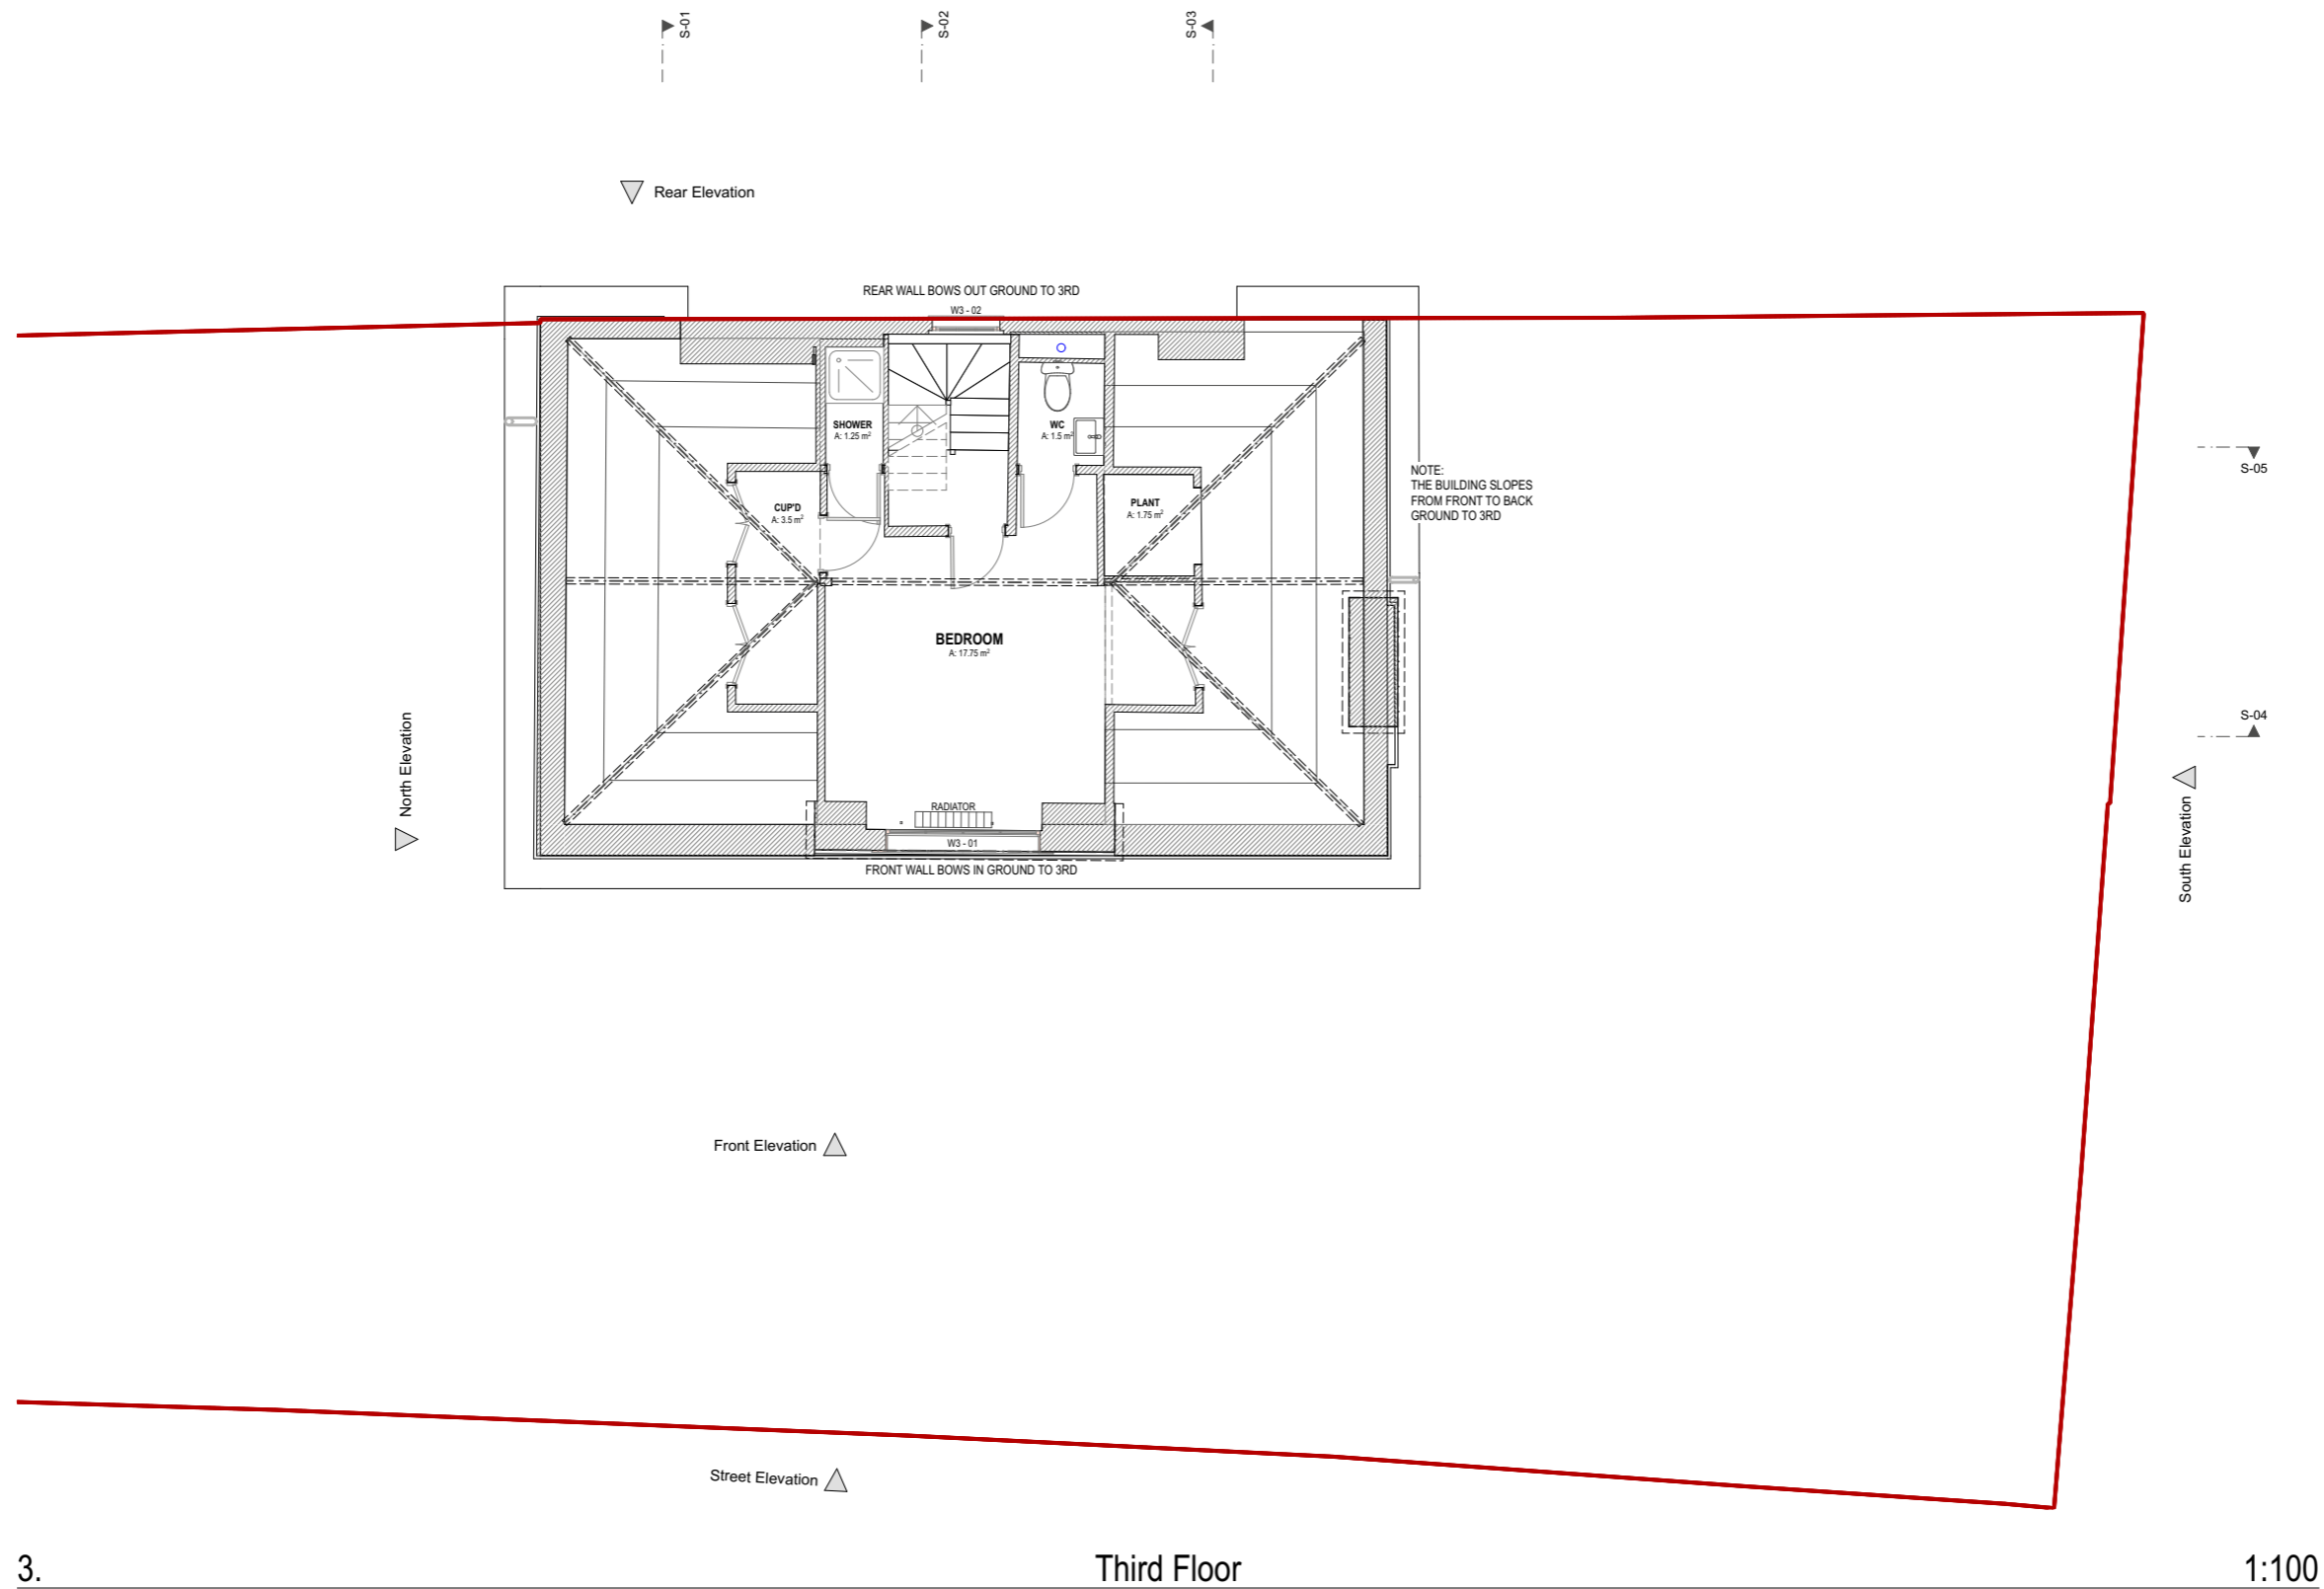 S-01
S-02
S-03
Rear Elevation
REAR WALL BOWS OUT GROUND TO 3RD
W3 - 02
SHOWER
A: 1.25 m²
WC
A: 1.5 m²
NOTE:
THE BUILDING SLOPES
FROM FRONT TO BACK
GROUND TO 3RD
S-05
CUP'D
A: 3.5 m²
PLANT
A: 1.75 m²
BEDROOM
A: 17.75 m²
North Elevation
S-04
South Elevation
RADIATOR
W3 - 01
FRONT WALL BOWS IN GROUND TO 3RD
Front Elevation
Street Elevation
3.
Third Floor
1:100